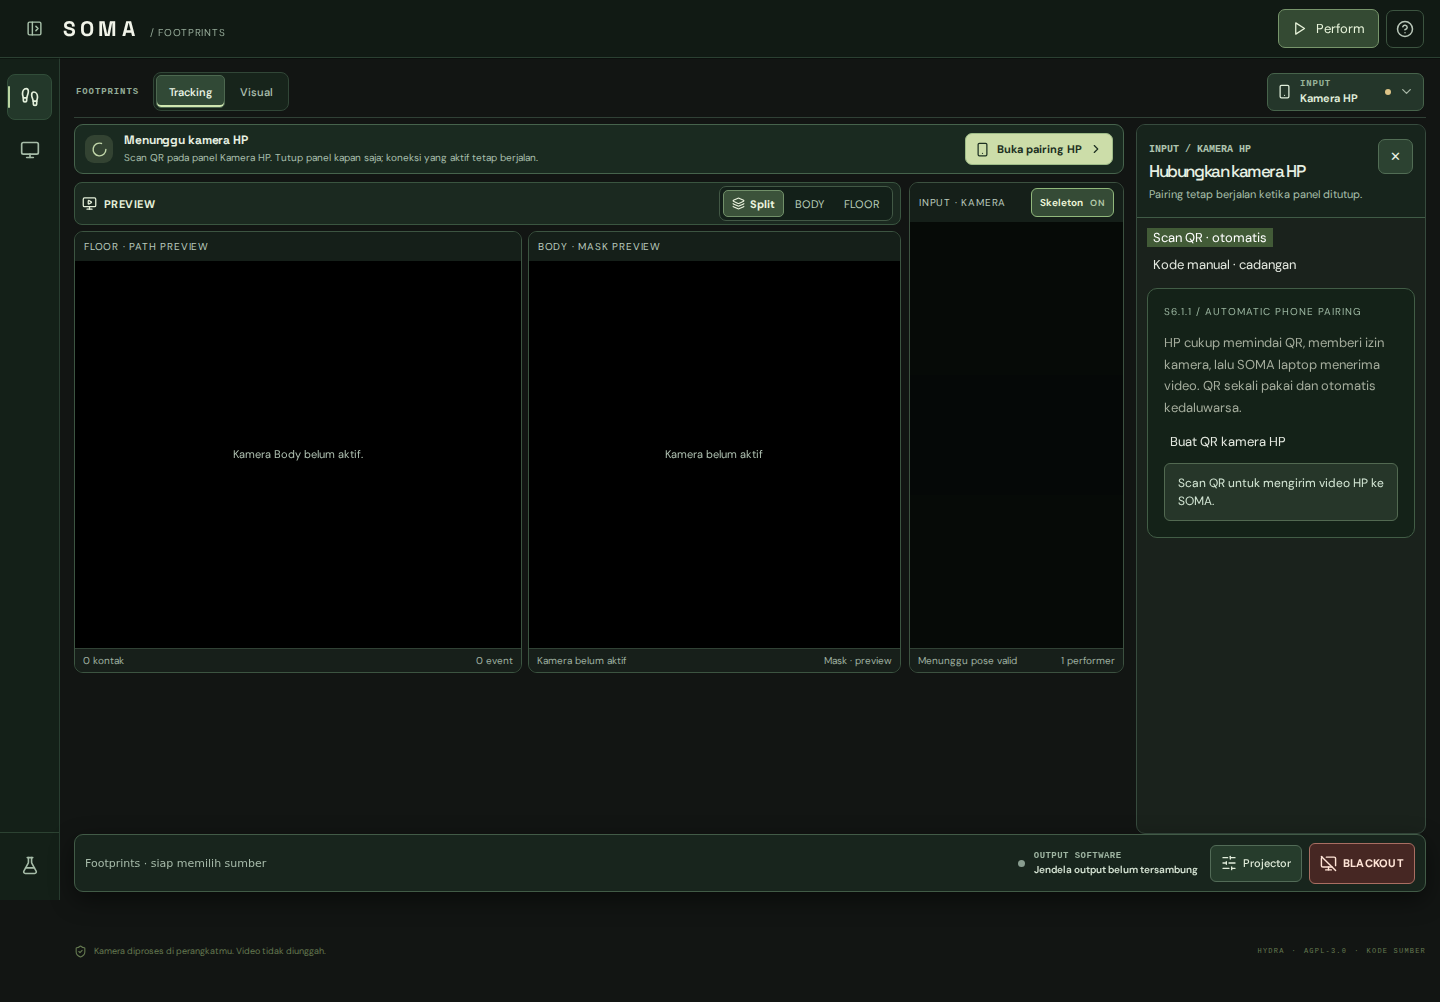 SOMA / FOOTPRINTS
Perform
FOOTPRINTS
Tracking
Visual
INPUT
Kamera HP
Menunggu kamera HP
Scan QR pada panel Kamera HP. Tutup panel kapan saja; koneksi yang aktif tetap berjalan.
Buka pairing HP
PREVIEW
Split
BODY
FLOOR
INPUT · KAMERA
Skeleton ON
FLOOR · PATH PREVIEW
BODY · MASK PREVIEW
Kamera Body belum aktif.
Kamera belum aktif
0 kontak
0 event
Kamera belum aktif
Mask · preview
Menunggu pose valid
1 performer
INPUT / KAMERA HP
Hubungkan kamera HP
Pairing tetap berjalan ketika panel ditutup.
Scan QR · otomatis
Kode manual · cadangan
S6.1.1 / AUTOMATIC PHONE PAIRING
HP cukup memindai QR, memberi izin
kamera, lalu SOMA laptop menerima
video. QR sekali pakai dan otomatis
kedaluwarsa.
Buat QR kamera HP
Scan QR untuk mengirim video HP ke
SOMA.
Footprints · siap memilih sumber
OUTPUT SOFTWARE
Jendela output belum tersambung
Projector
BLACKOUT
Kamera diproses di perangkatmu. Video tidak diunggah.
HYDRA · AGPL-3.0 · KODE SUMBER